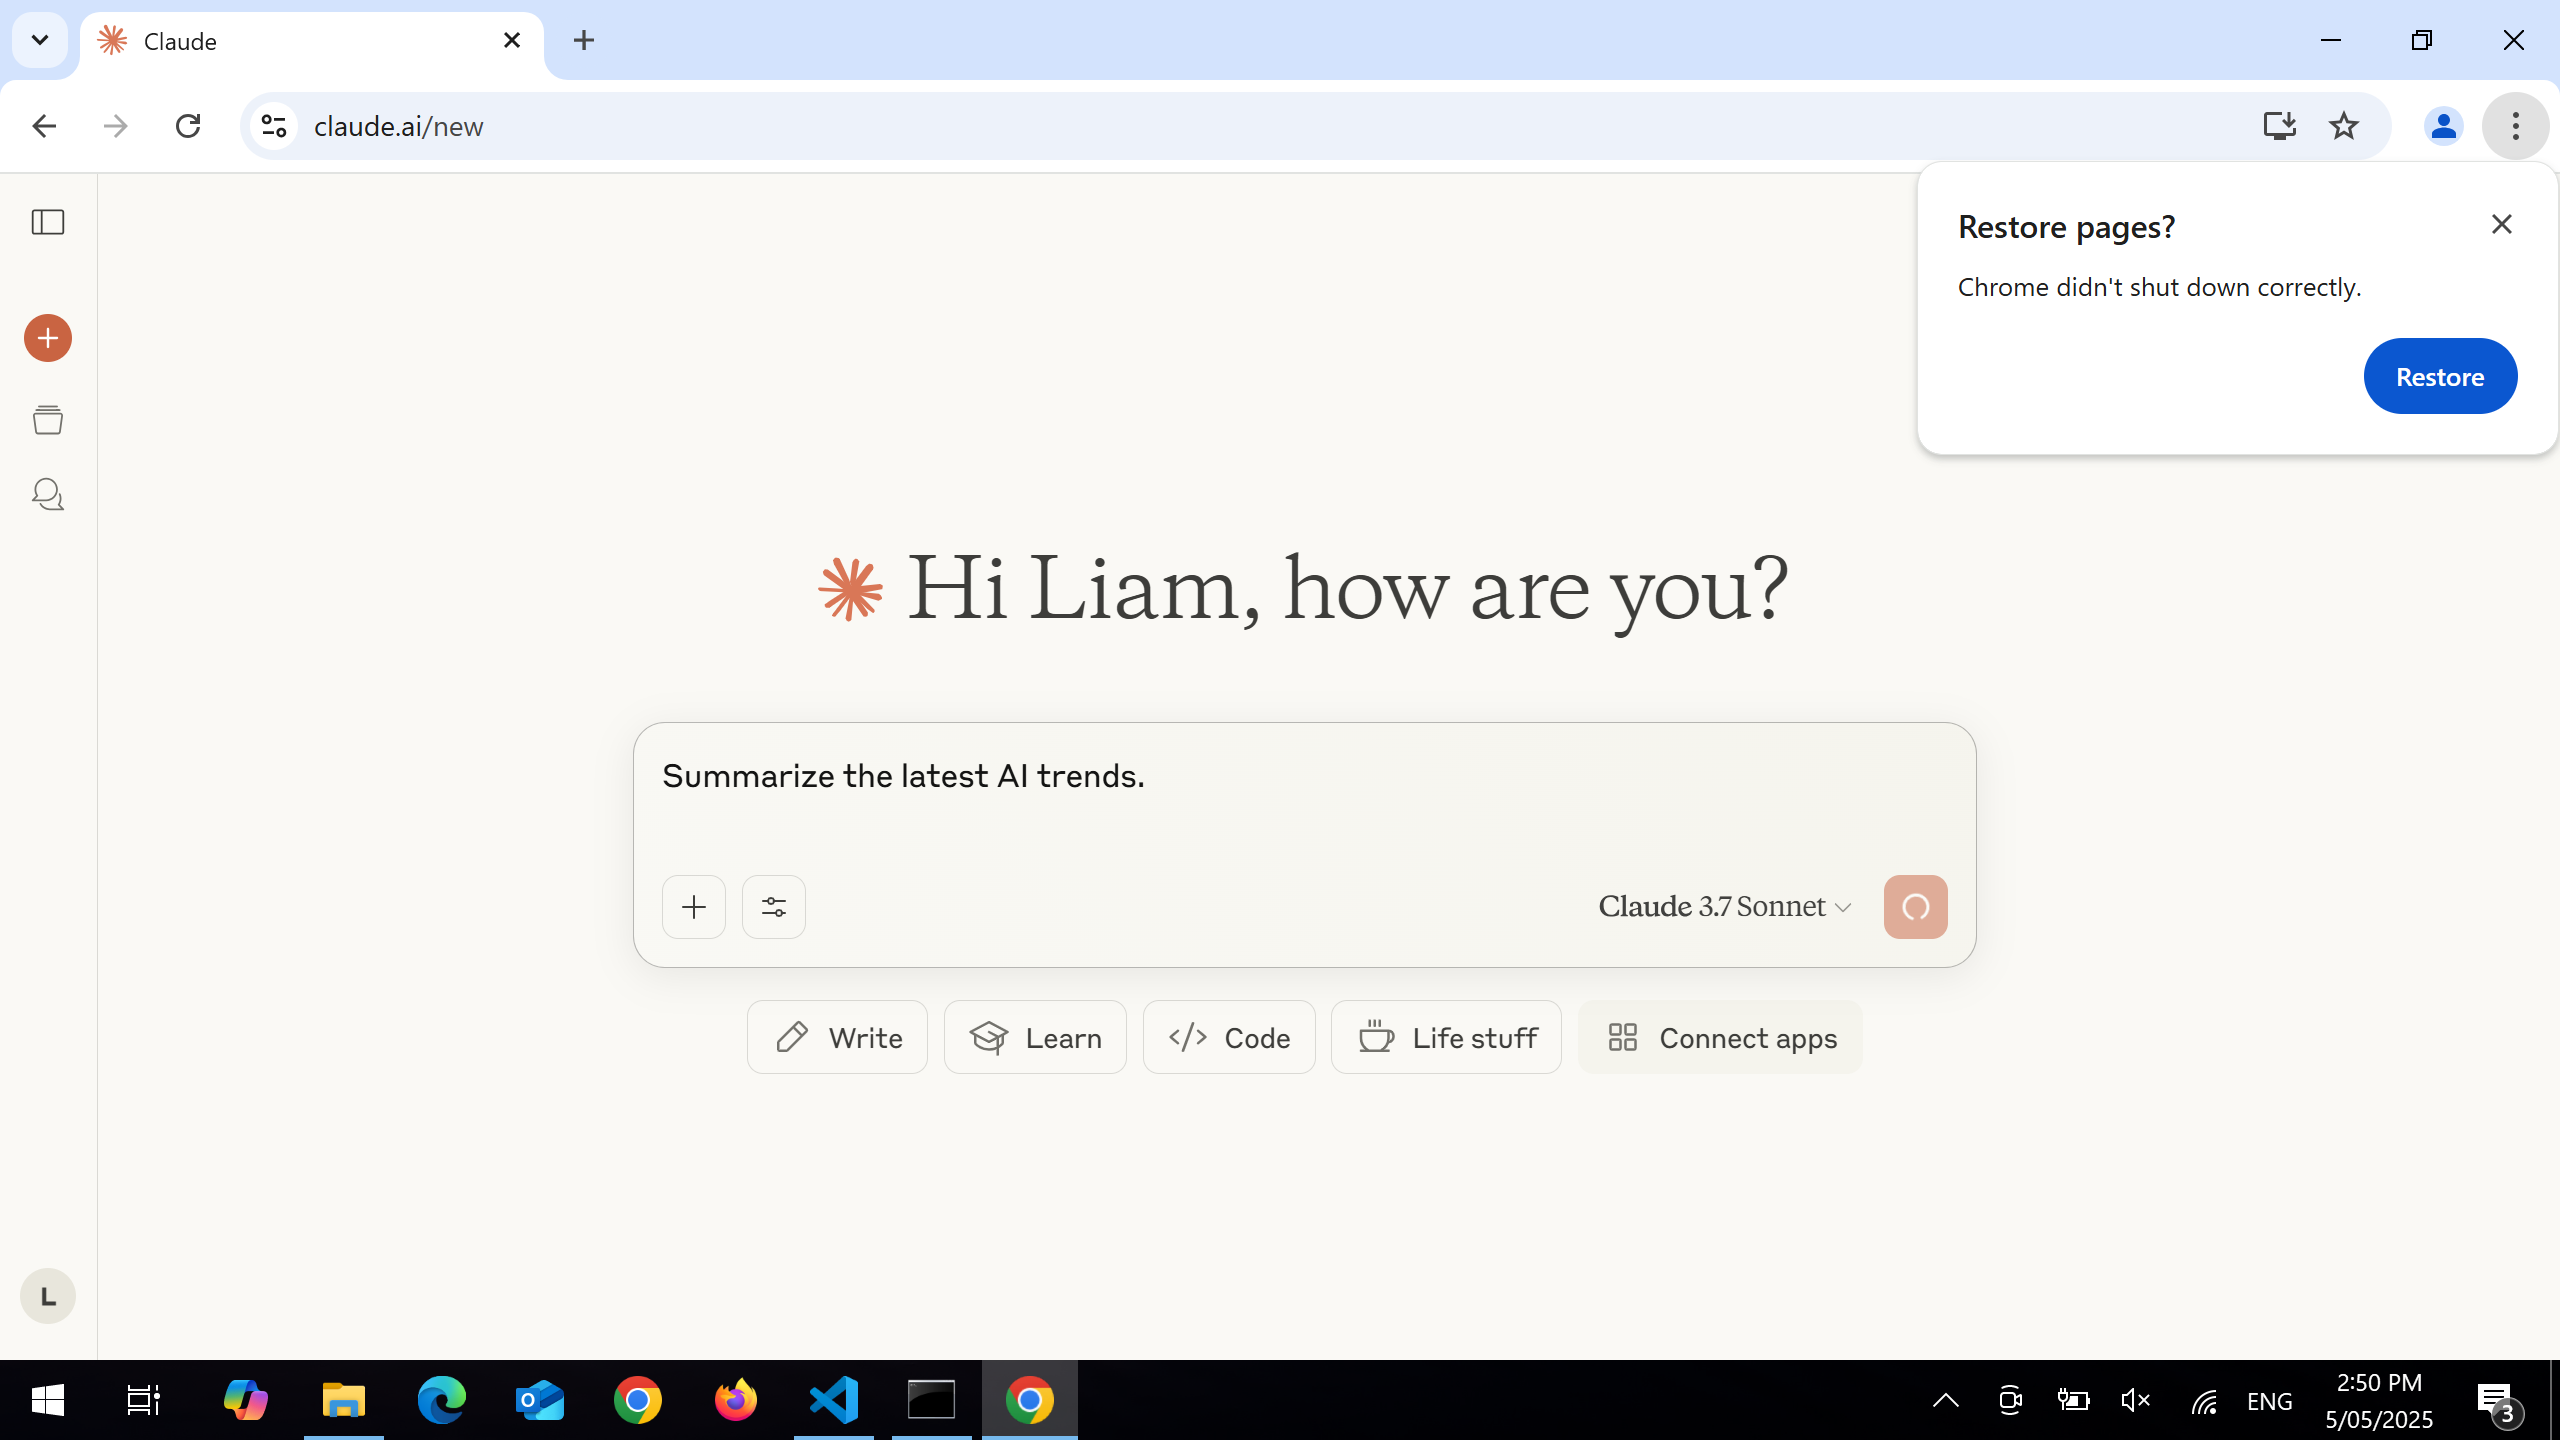 Claude
claude.ai/new
Restore pages?
Chrome didn't shut down correctly.
Restore
Hi Liam, how are you?
Summarize the latest AI trends.
Claude 3.7 Sonnet
Write
Learn
Code
Life stuff
Connect apps
L
ENG
2:50 PM
5/05/2025
3